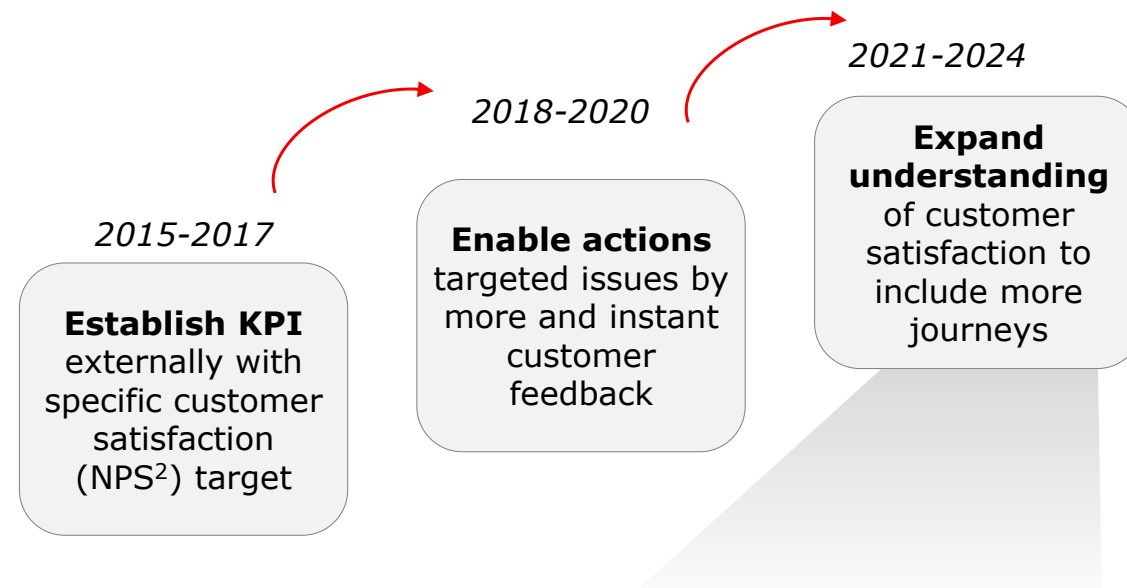 2015-2017
Establish KPI
externally with
specific customer
satisfaction
(NPS²) target
2018-2020
Enable actions
targeted issues by
more and instant
customer
feedback
2021-2024
Expand
understanding
of customer
satisfaction to
include more
journeys